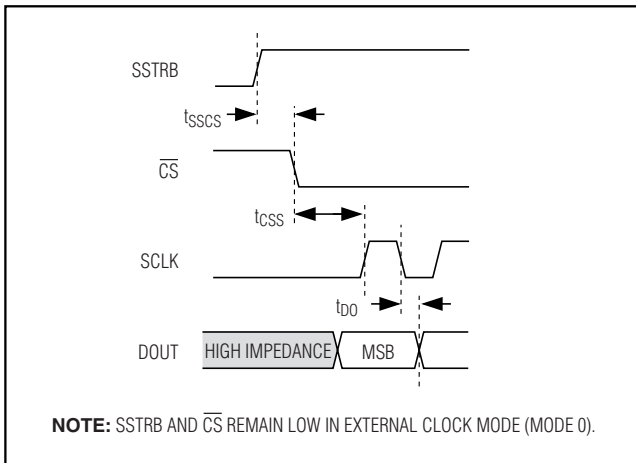 SSTRB
tSSCS
CS
tCSS
SCLK
tDO
DOUT HIGH IMPEDANCE MSB
NOTE: SSTRB AND CS REMAIN LOW IN EXTERNAL CLOCK MODE (MODE 0).